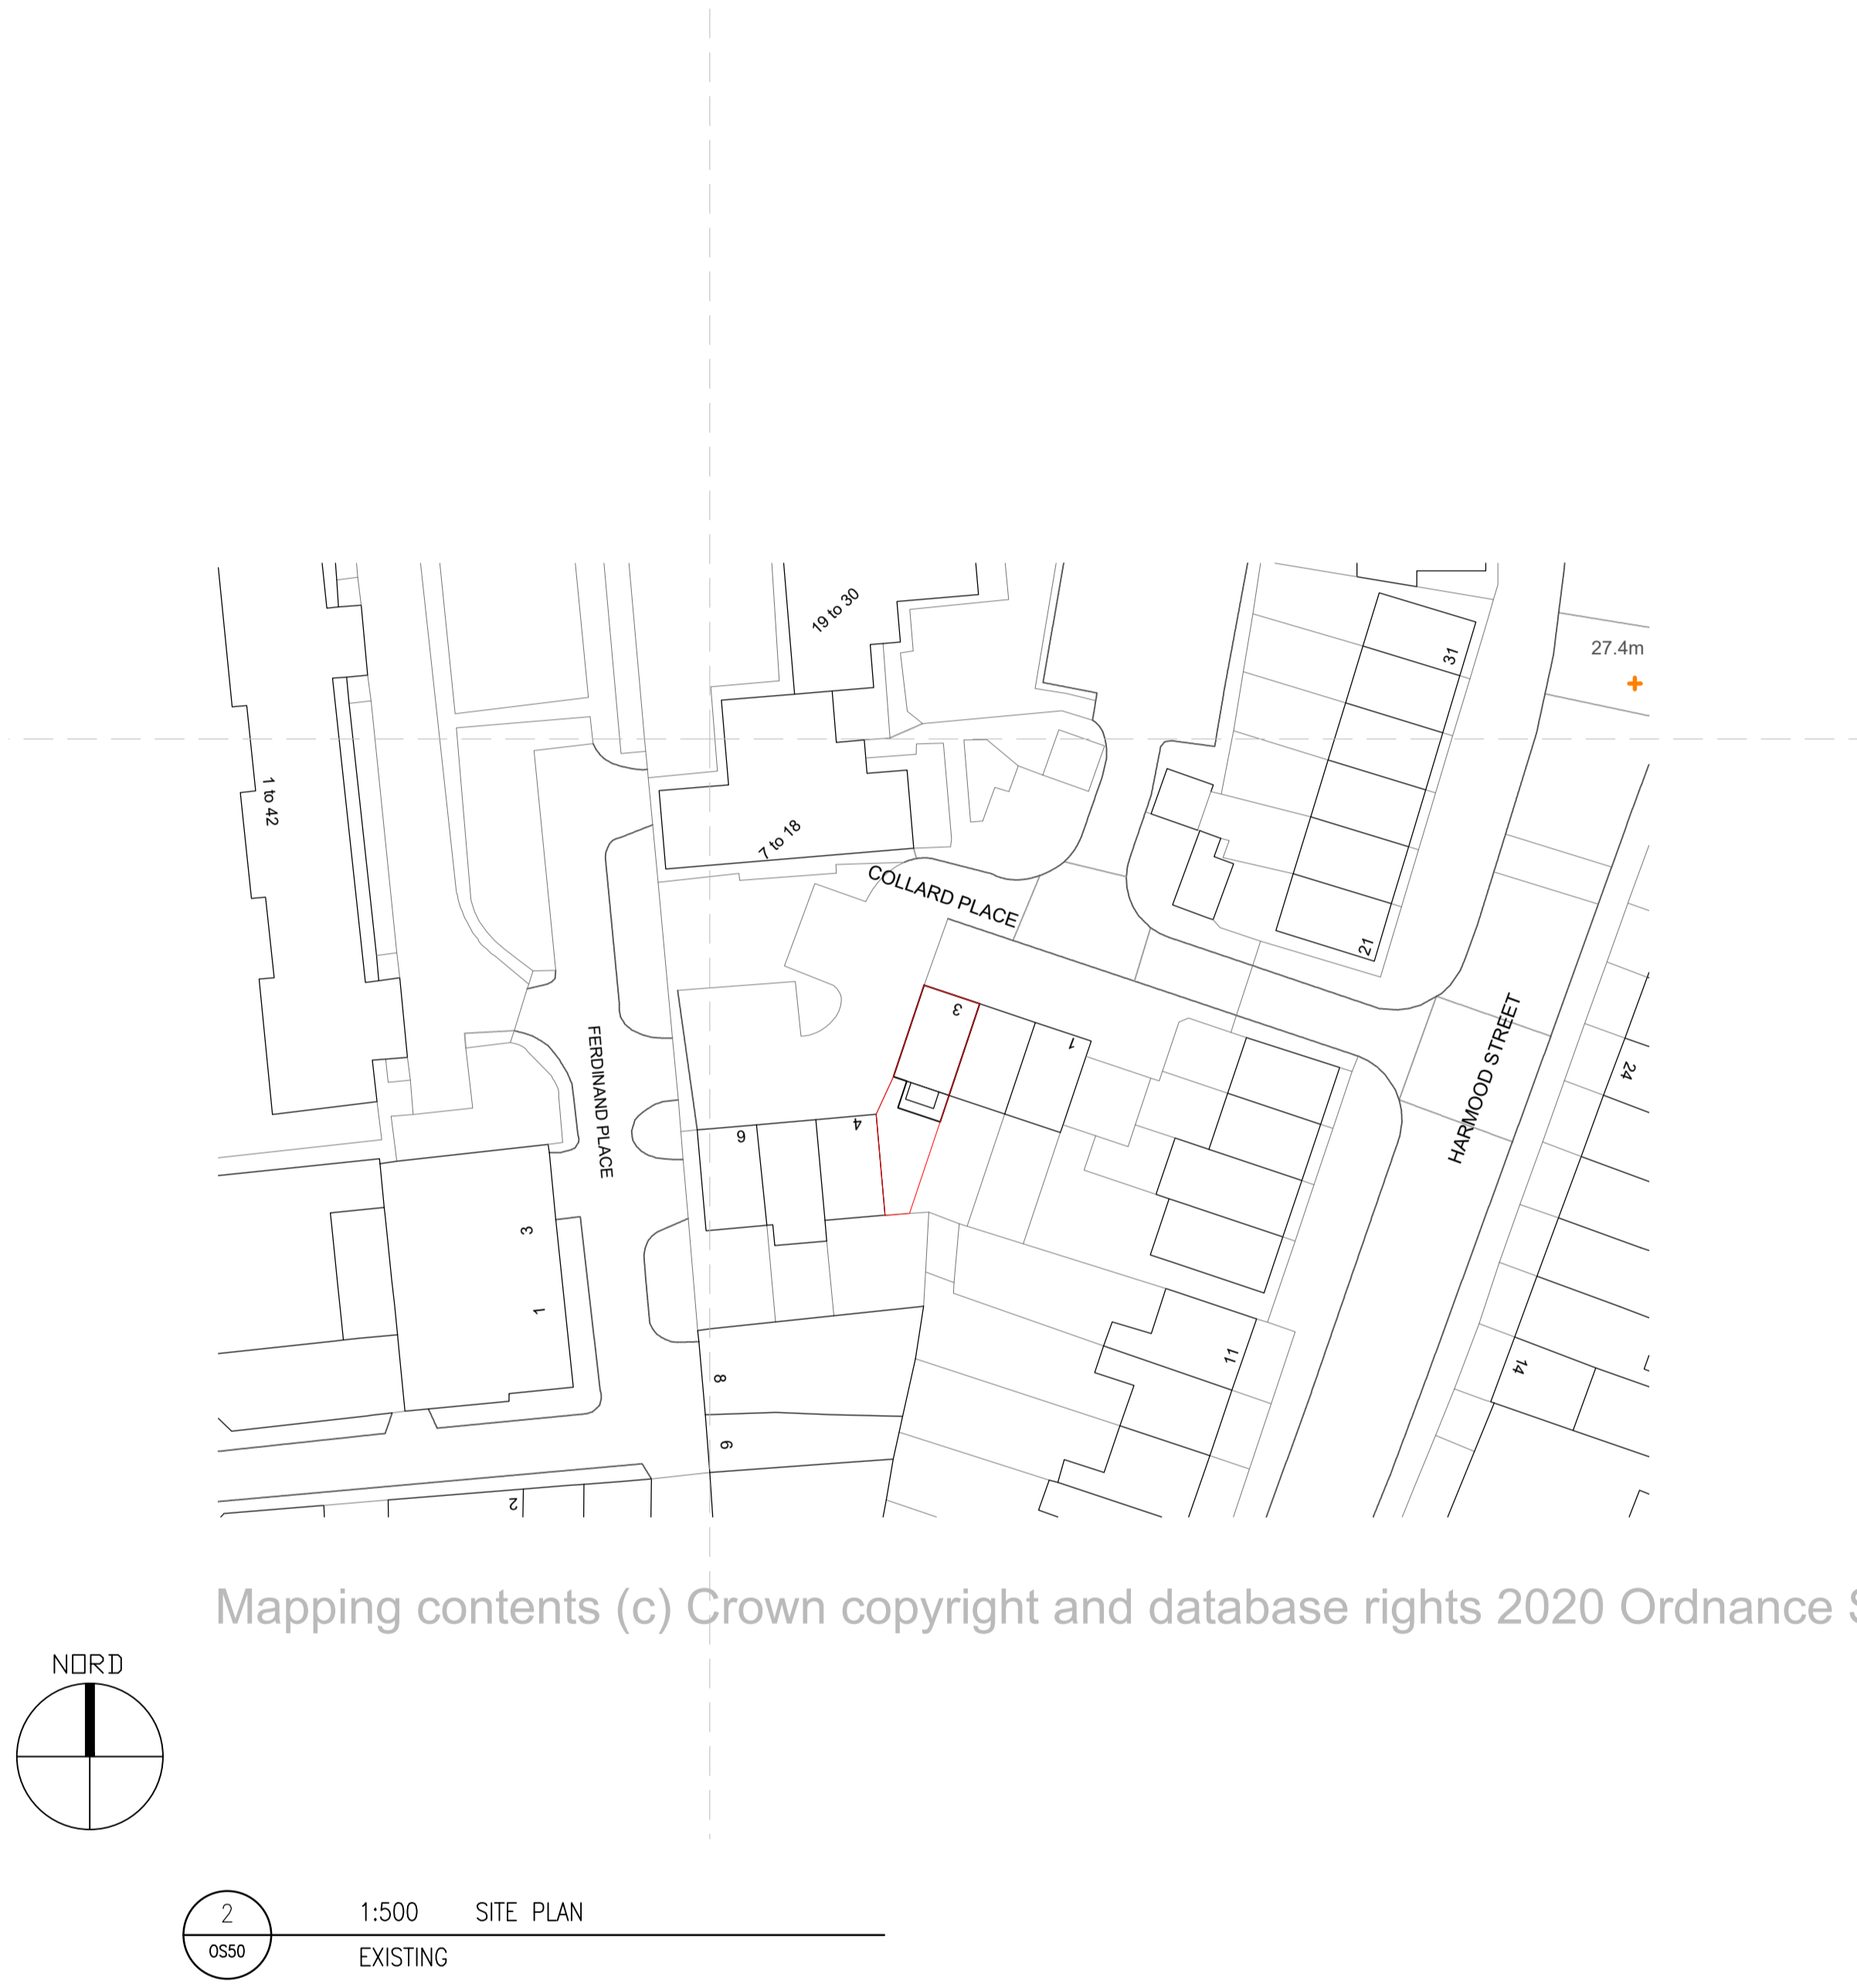 19 to 30
31
27.4m
1 to 42
7 to 18
COLLARD PLACE
21
3
1
HARMOOD STREET
24
FERDINAND PLACE
6
4
3
1
11
14
8
9
2
Mapping contents (c) Crown copyright and database rights 2020 Ordnance S
NORD
2
OS50
1:500 SITE PLAN
EXISTING